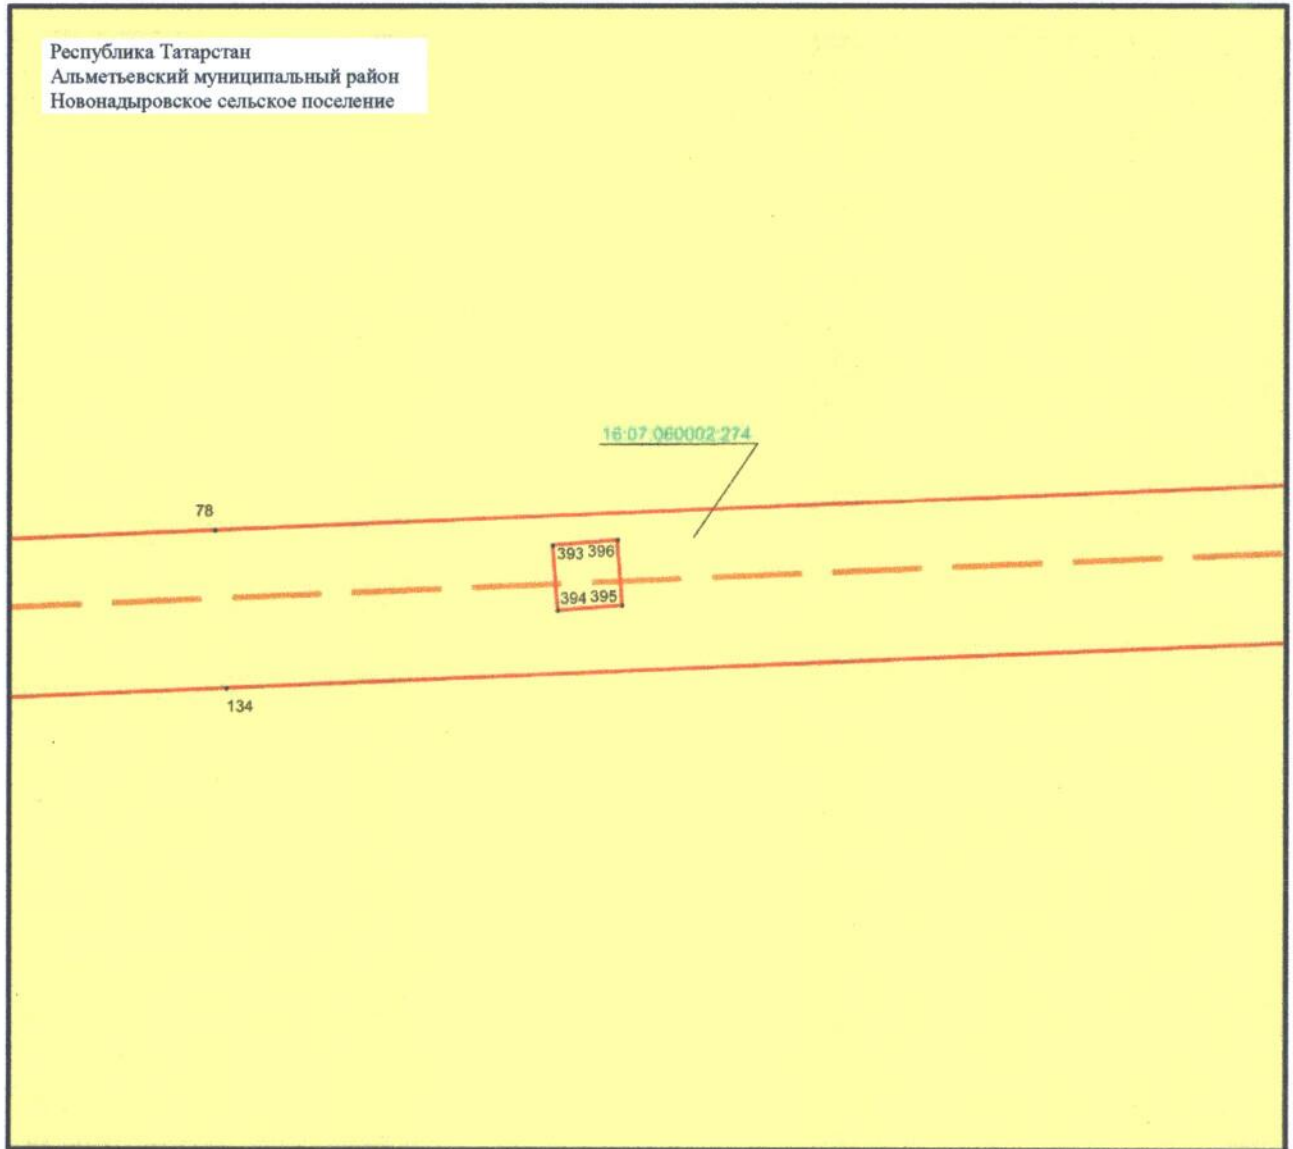 Республика Татарстан
Альметьевский муниципальный район
Новонадыровское сельское поселение
16:07:060002:274
78
393 396
394 395
134